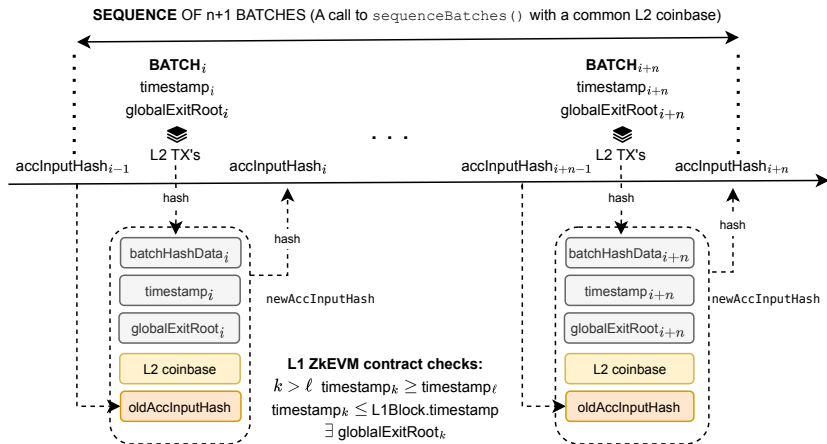 SEQUENCE OF n+1 BATCHES (A call to sequenceBatches() with a common L2 coinbase)
BATCH_i
timestamp_i
globalExitRoot_i
L2 TX's
BATCH_{i+n}
timestamp_{i+n}
globalExitRoot_{i+n}
L2 TX's
. . .
accInputHash_{i-1}
accInputHash_i
accInputHash_{i+n-1}
accInputHash_{i+n}
hash
batchHashData_i
timestamp_i
globalExitRoot_i
L2 coinbase
oldAccInputHash
hash
newAccInputHash
L1 ZkEVM contract checks:
k > ℓ timestamp_k ≥ timestamp_ℓ
timestamp_k ≤ L1Block.timestamp
∃ globlalExitRoot_k
hash
batchHashData_{i+n}
timestamp_{i+n}
globalExitRoot_{i+n}
L2 coinbase
oldAccInputHash
hash
newAccInputHash